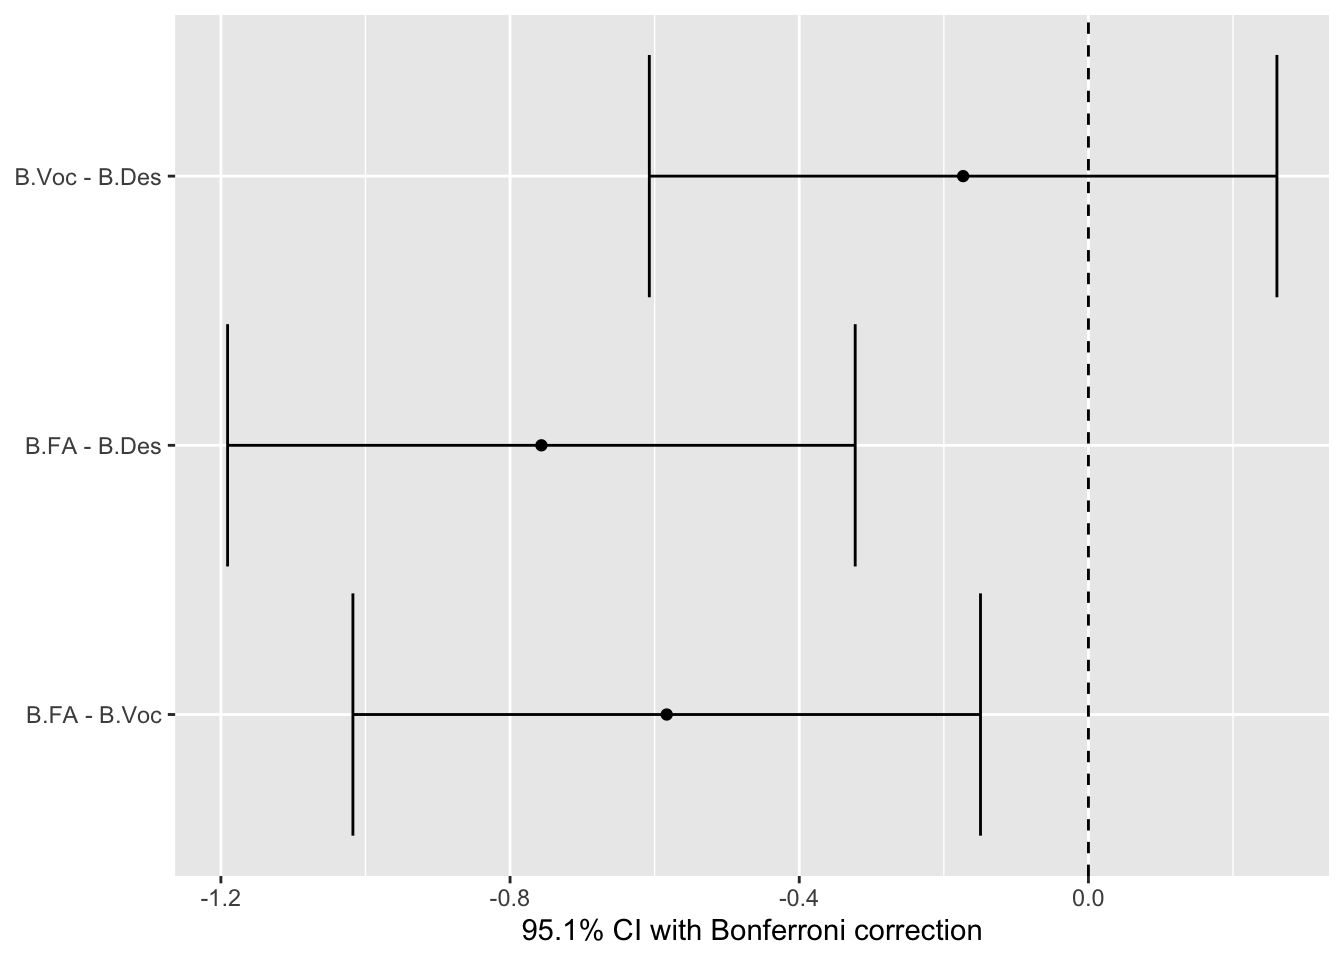 B.Voc - B.Des
B.FA - B.Des
B.FA - B.Voc
-1.2 -0.8 -0.4 0.0
95.1% CI with Bonferroni correction